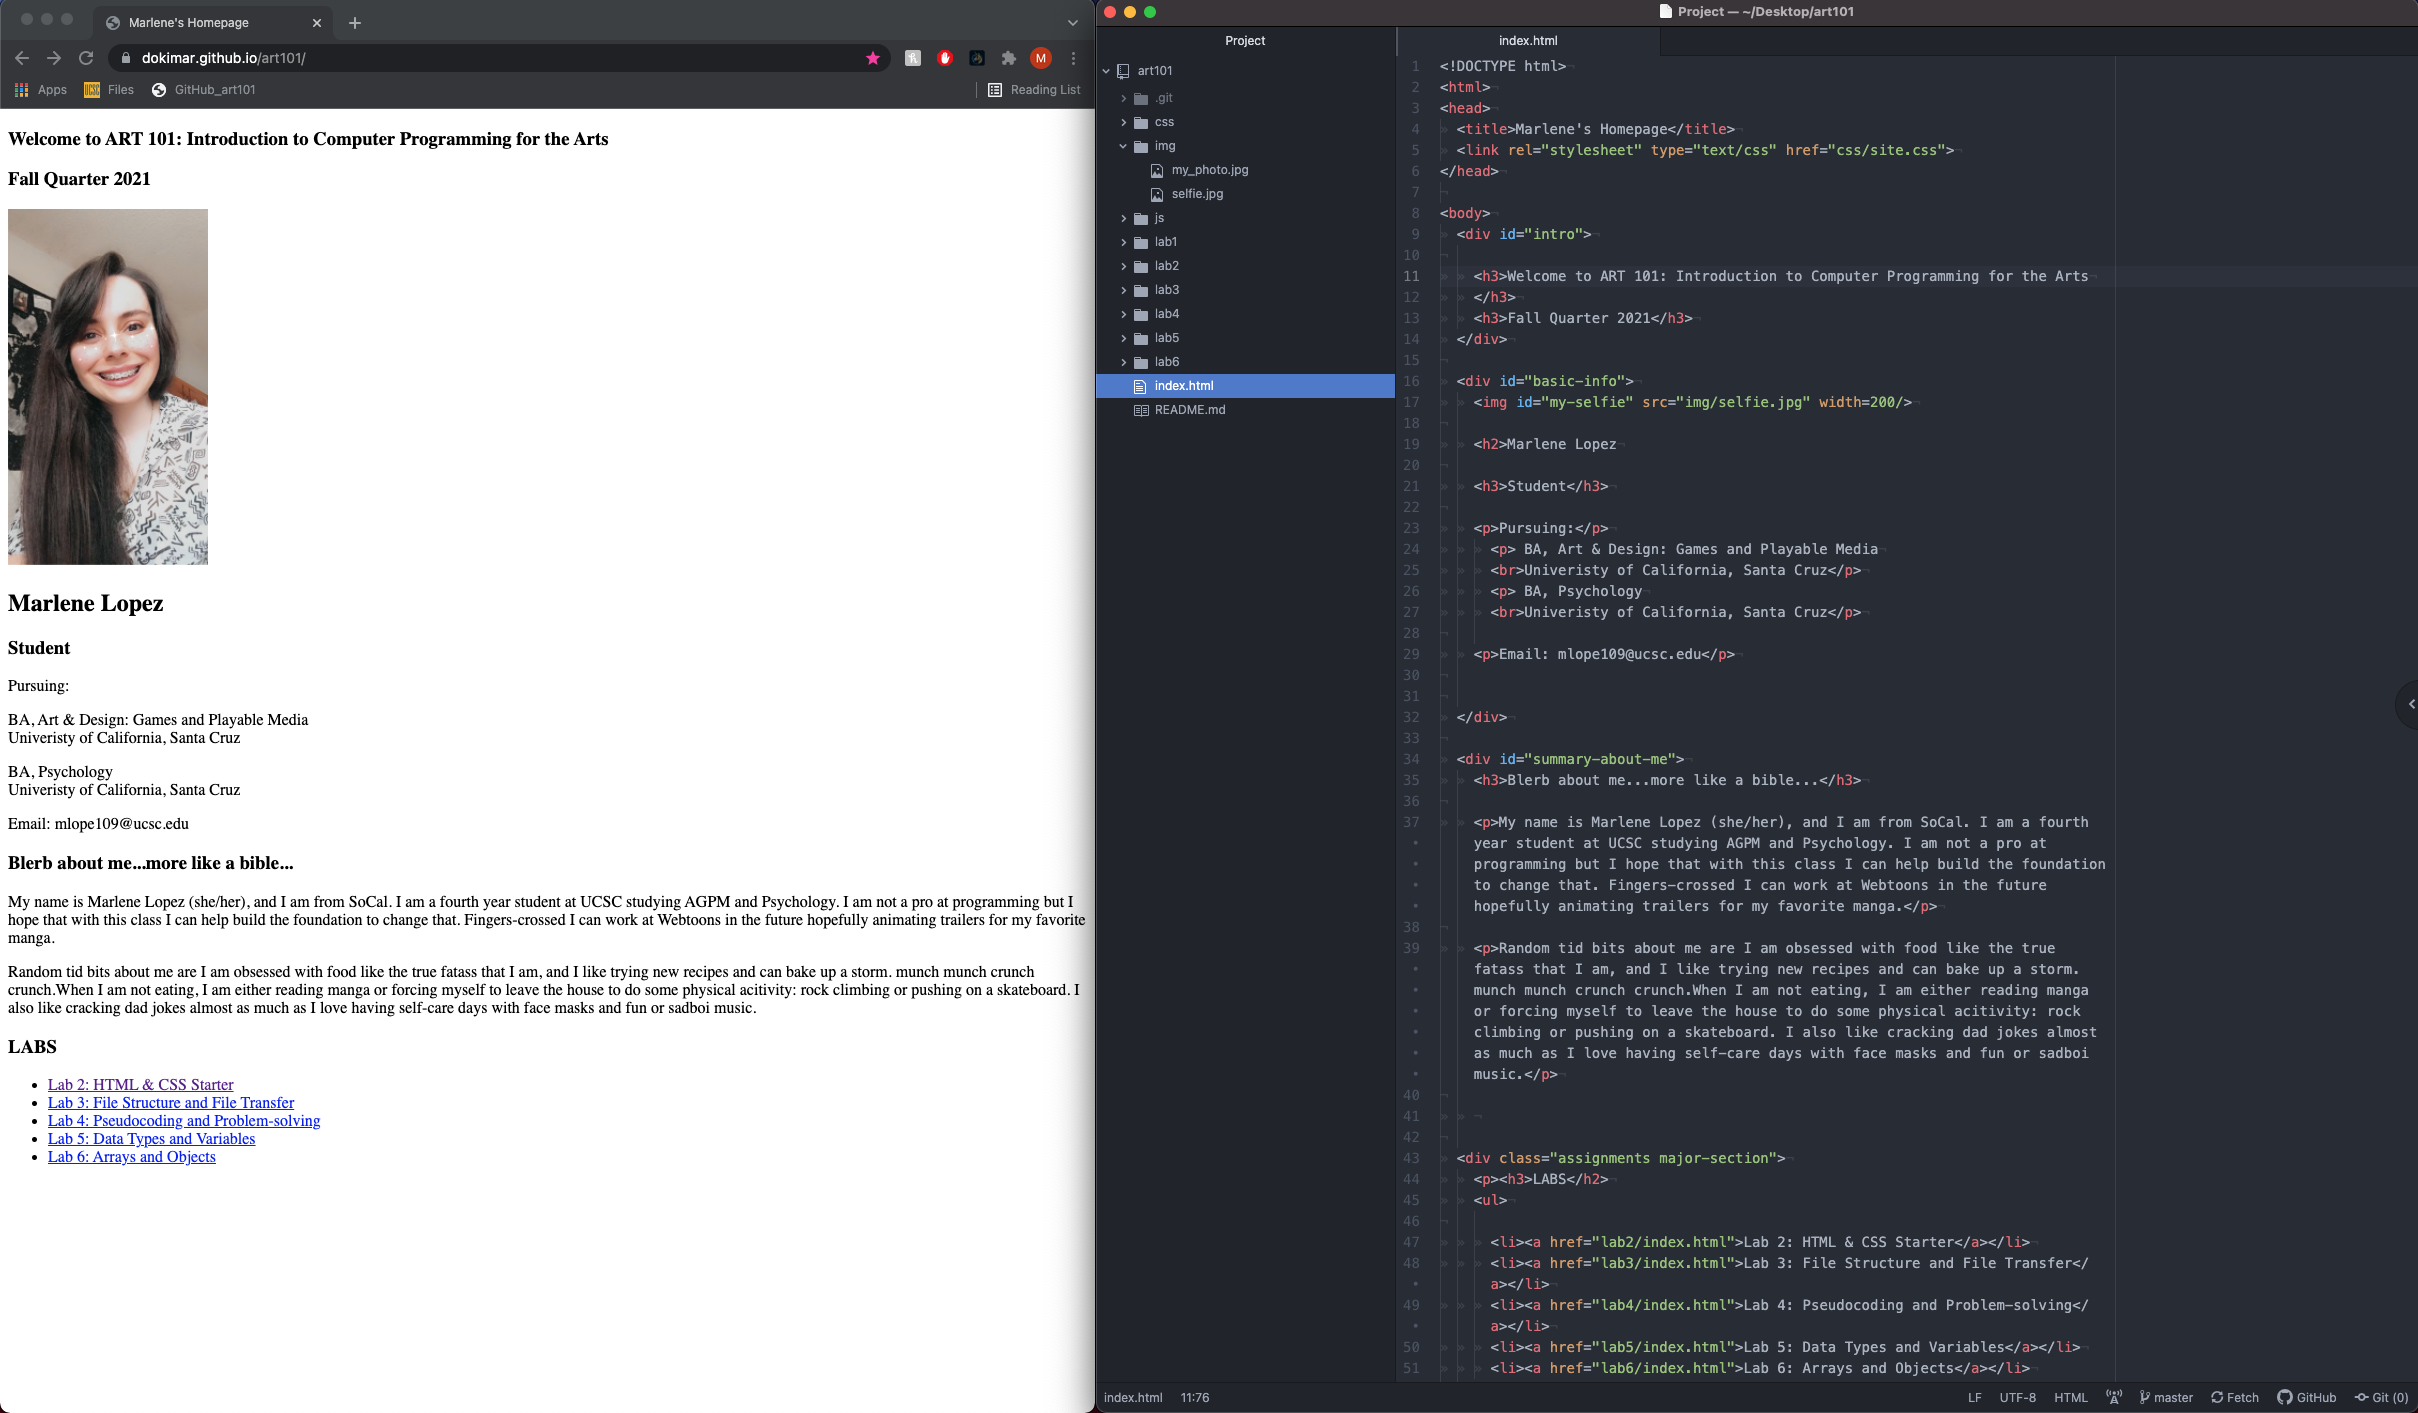 Marlene's Homepage
dokimar.github.io/art101/
M
Apps
UCSC
Files
GitHub_art101
Reading List
Welcome to ART 101: Introduction to Computer Programming for the Arts
Fall Quarter 2021
Marlene Lopez
Student
Pursuing:
BA, Art & Design: Games and Playable Media
Univeristy of California, Santa Cruz
BA, Psychology
Univeristy of California, Santa Cruz
Email: mlope109@ucsc.edu
Blerb about me...more like a bible...
My name is Marlene Lopez (she/her), and I am from SoCal. I am a fourth year student at UCSC studying AGPM and Psychology. I am not a pro at programming but I
hope that with this class I can help build the foundation to change that. Fingers-crossed I can work at Webtoons in the future hopefully animating trailers for my favorite
manga.
Random tid bits about me are I am obsessed with food like the true fatass that I am, and I like trying new recipes and can bake up a storm. munch munch crunch
crunch.When I am not eating, I am either reading manga or forcing myself to leave the house to do some physical acitivity: rock climbing or pushing on a skateboard. I
also like cracking dad jokes almost as much as I love having self-care days with face masks and fun or sadboi music.
LABS
Lab 2: HTML & CSS Starter
Lab 3: File Structure and File Transfer
Lab 4: Pseudocoding and Problem-solving
Lab 5: Data Types and Variables
Lab 6: Arrays and Objects
Project — ~/Desktop/art101
Project
art101
.git
css
img
my_photo.jpg
selfie.jpg
js
lab1
lab2
lab3
lab4
lab5
lab6
index.html
README.md
index.html
1 <!DOCTYPE html>
2 <html>
3 <head>
4 <title>Marlene's Homepage</title>
5 <link rel="stylesheet" type="text/css" href="css/site.css">
6 </head>
7
8 <body>
9 <div id="intro">
10
11 <h3>Welcome to ART 101: Introduction to Computer Programming for the Arts
12 </h3>
13 <h3>Fall Quarter 2021</h3>
14 </div>
15
16 <div id="basic-info">
17 <img id="my-selfie" src="img/selfie.jpg" width=200/>
18
19 <h2>Marlene Lopez
20
21 <h3>Student</h3>
22
23 <p>Pursuing:</p>
24 <p> BA, Art & Design: Games and Playable Media
25 <br>Univeristy of California, Santa Cruz</p>
26 <p> BA, Psychology
27 <br>Univeristy of California, Santa Cruz</p>
28
29 <p>Email: mlope109@ucsc.edu</p>
30
31
32 </div>
33
34 <div id="summary-about-me">
35 <h3>Blerb about me...more like a bible...</h3>
36
37 <p>My name is Marlene Lopez (she/her), and I am from SoCal. I am a fourth
year student at UCSC studying AGPM and Psychology. I am not a pro at
programming but I hope that with this class I can help build the foundation
to change that. Fingers-crossed I can work at Webtoons in the future
hopefully animating trailers for my favorite manga.</p>
38
39 <p>Random tid bits about me are I am obsessed with food like the true
fatass that I am, and I like trying new recipes and can bake up a storm.
munch munch crunch crunch.When I am not eating, I am either reading manga
or forcing myself to leave the house to do some physical acitivity: rock
climbing or pushing on a skateboard. I also like cracking dad jokes almost
as much as I love having self-care days with face masks and fun or sadboi
music.</p>
40
41
42
43 <div class="assignments major-section">
44 <p><h3>LABS</h2>
45 <ul>
46
47 <li><a href="lab2/index.html">Lab 2: HTML & CSS Starter</a></li>
48 <li><a href="lab3/index.html">Lab 3: File Structure and File Transfer</
a></li>
49 <li><a href="lab4/index.html">Lab 4: Pseudocoding and Problem-solving</
a></li>
50 <li><a href="lab5/index.html">Lab 5: Data Types and Variables</a></li>
51 <li><a href="lab6/index.html">Lab 6: Arrays and Objects</a></li>
index.html 11:76 LF UTF-8 HTML master Fetch GitHub Git (0)